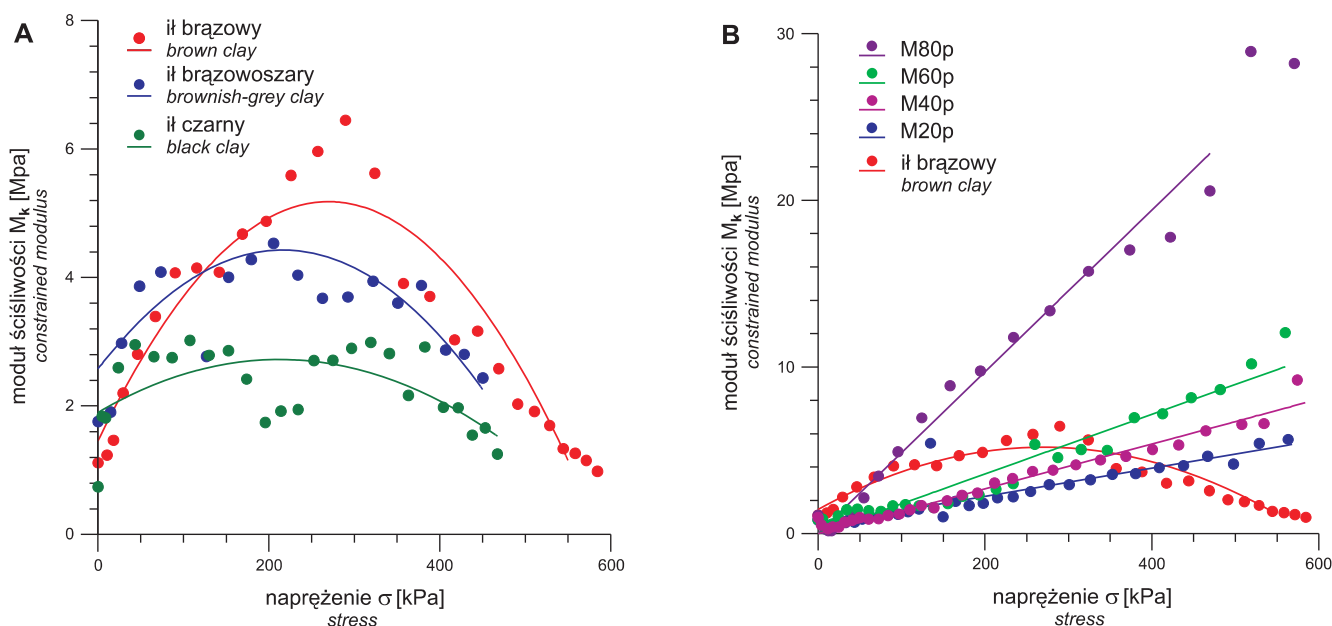 A
ił brązowy
brown clay
ił brązowoszary
brownish-grey clay
ił czarny
black clay
moduł ściśliwości Mk [Mpa]
constrained modulus
8
6
4
2
0
0 200 400 600
naprężenie σ [kPa]
stress
B
M80p
M60p
M40p
M20p
ił brązowy
brown clay
moduł ściśliwości Mk [Mpa]
constrained modulus
30
20
10
0
0 200 400 600
naprężenie σ [kPa]
stress